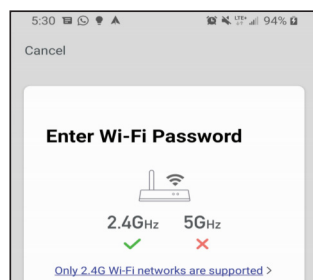 5:30 LTE+ 94%
Cancel
Enter Wi-Fi Password
2.4GHz 5GHz
Only 2.4G Wi-Fi networks are supported >